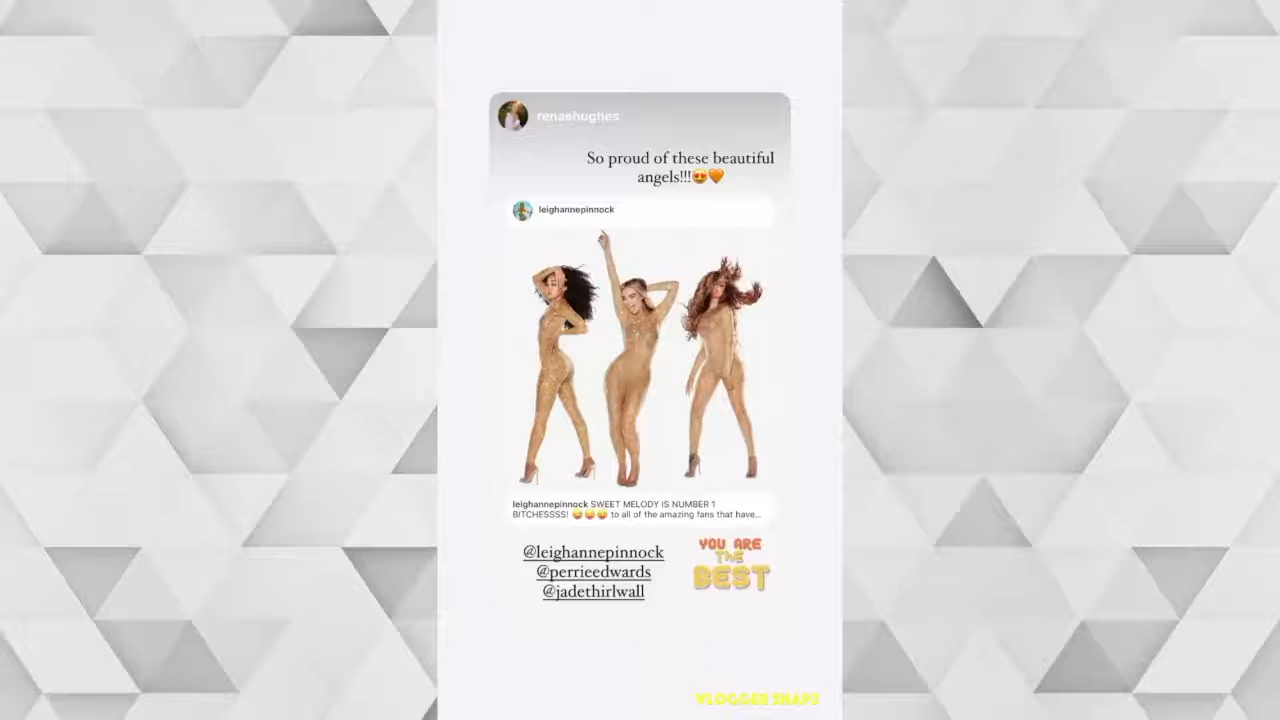 renaehughes
So proud of these beautiful
angels!!!😍🧡
leighannepinnock
leighannepinnock SWEET MELODY IS NUMBER 1
BITCHESSSS! 😝😝😝 to all of the amazing fans that have...
@leighannepinnock
@perrieedwards
@jadethirlwall
YOU ARE
THE
BEST
VLOGGER SNAPS